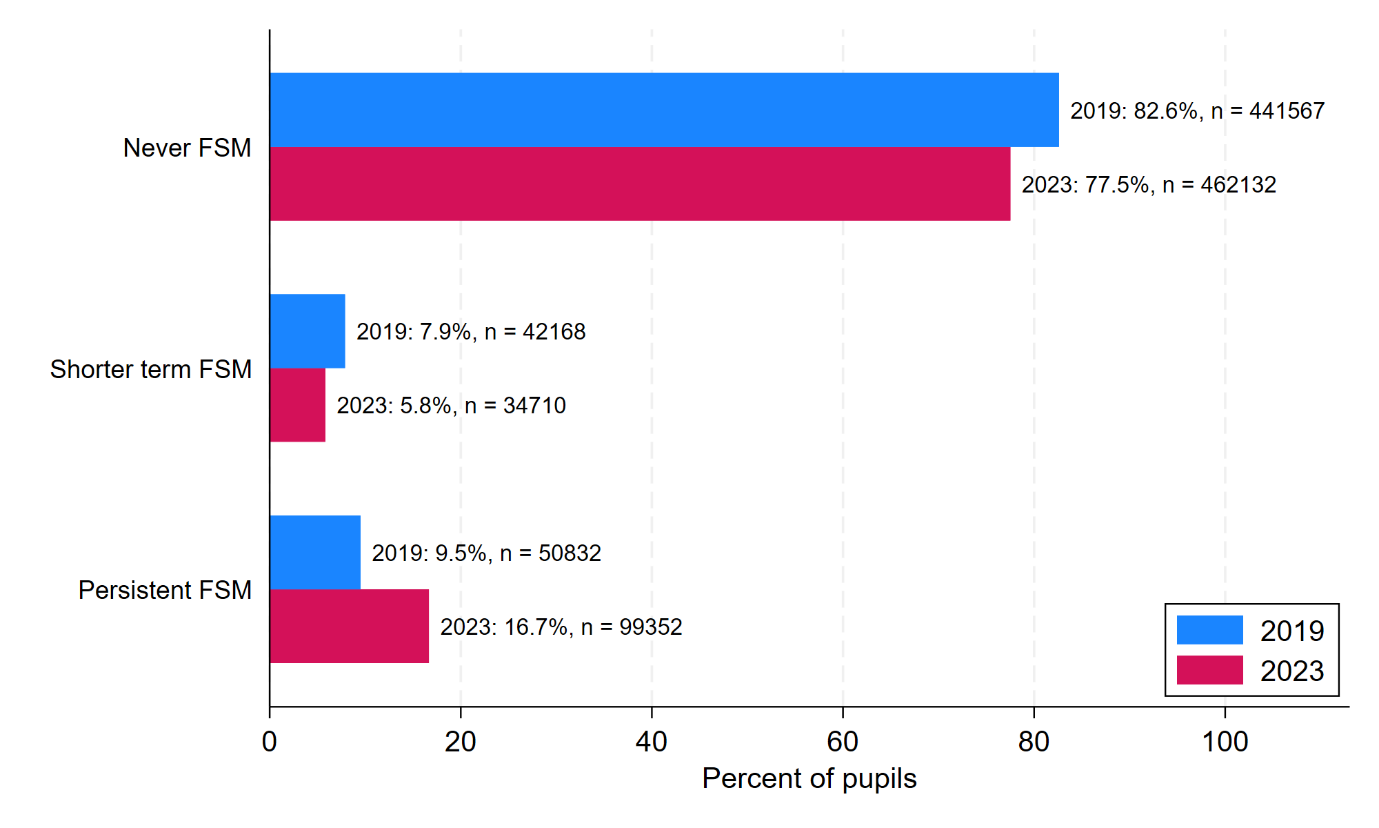 Never FSM
2019: 82.6%, n = 441567
2023: 77.5%, n = 462132
Shorter term FSM
2019: 7.9%, n = 42168
2023: 5.8%, n = 34710
Persistent FSM
2019: 9.5%, n = 50832
2023: 16.7%, n = 99352
2019
2023
0 20 40 60 80 100
Percent of pupils